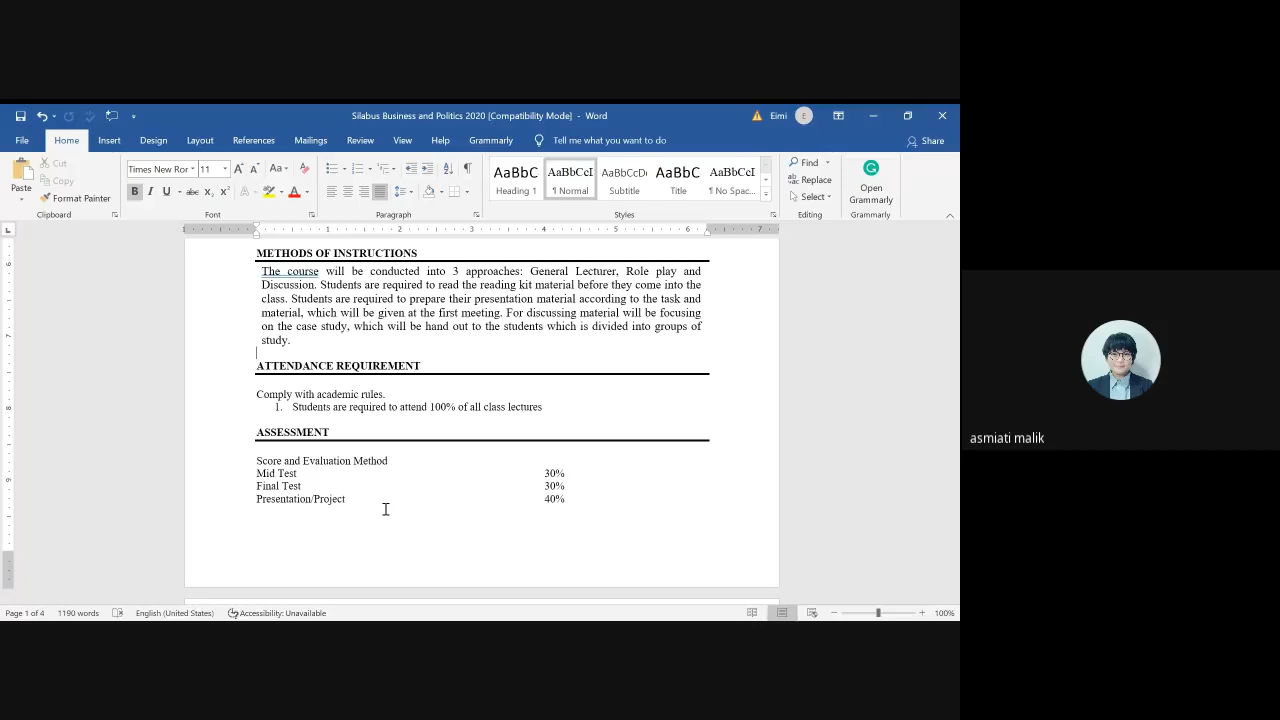 Silabus Business and Politics 2020 [Compatibility Mode] - Word
Eimi
E
File Home Insert Design Layout References Mailings Review View Help Grammarly Tell me what you want to do
Share
Paste
Cut
Copy
Format Painter
Clipboard
Times New Ror 11
Font
Paragraph
AaBbC AaBbCcI AaBbCcDi AaBbC AaBbCcI
Heading 1 ¶ Normal Subtitle Title ¶ No Spac...
Styles
Find
Replace
Select
Editing
Open
Grammarly
Grammarly
1 1 2 3 4 5 6 7
METHODS OF INSTRUCTIONS
The course will be conducted into 3 approaches: General Lecturer, Role play and
Discussion. Students are required to read the reading kit material before they come into the
class. Students are required to prepare their presentation material according to the task and
material, which will be given at the first meeting. For discussing material will be focusing
on the case study, which will be hand out to the students which is divided into groups of
study.
ATTENDANCE REQUIREMENT
Comply with academic rules.
1. Students are required to attend 100% of all class lectures
ASSESSMENT
Score and Evaluation Method
Mid Test 30%
Final Test 30%
Presentation/Project 40%
asmiati malik
Page 1 of 4 1190 words English (United States) Accessibility: Unavailable 100%